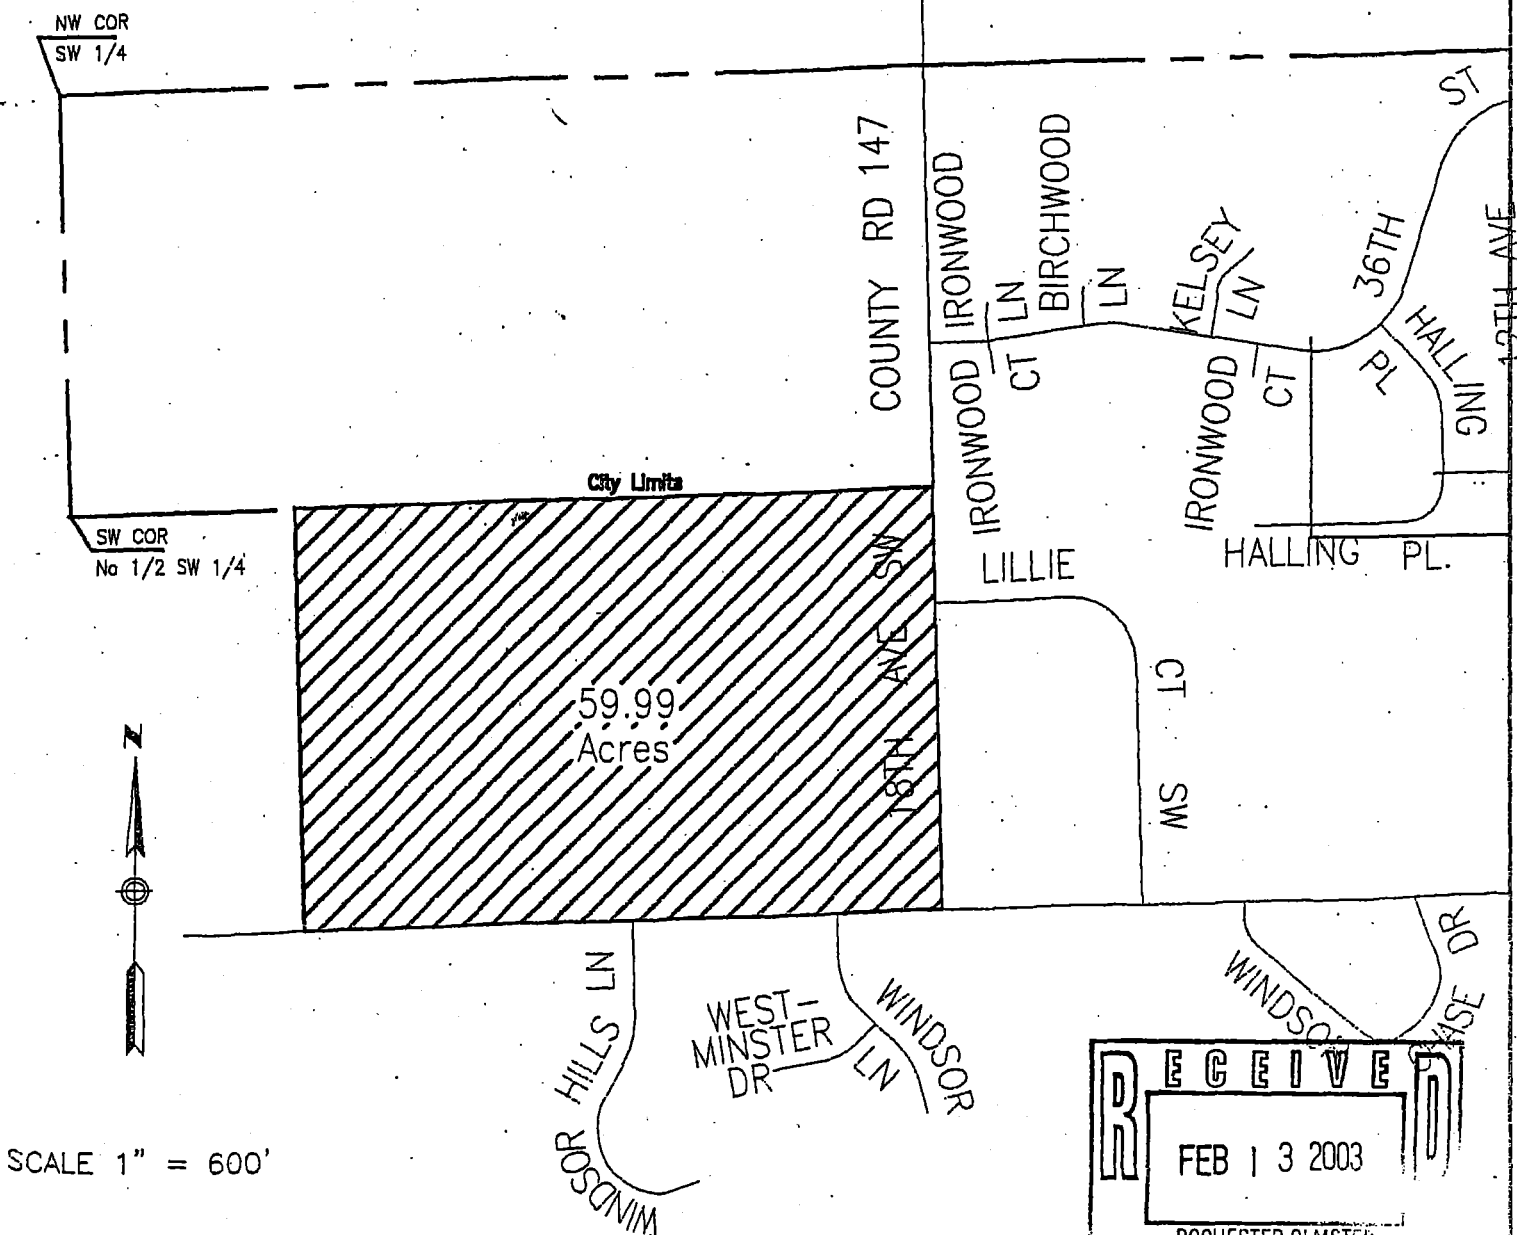 NW COR
SW 1/4
ST
COUNTY RD 147
IRONWOOD
LN
BIRCHWOOD
LN
KELSEY
LN
36TH
HALLING
PL
IRONWOOD
CT
IRONWOOD
CT
City Limits
SW COR
No 1/2 SW 1/4
LILLIE
CT SW
HALLING PL.
18TH AVE SW
59.99
Acres
N
WINDSOR HILLS LN
WEST-
MINSTER
DR
WINDSOR
LN
WINDSOR
CHASE DR
SCALE 1" = 600'
RECEIVED
FEB 13 2003